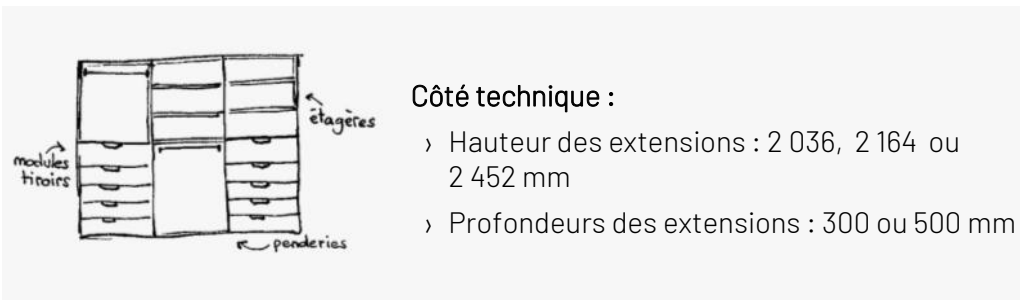 étagères
modules
tiroirs
penderies
Côté technique :
› Hauteur des extensions : 2 036, 2 164 ou
2 452 mm
› Profondeurs des extensions : 300 ou 500 mm